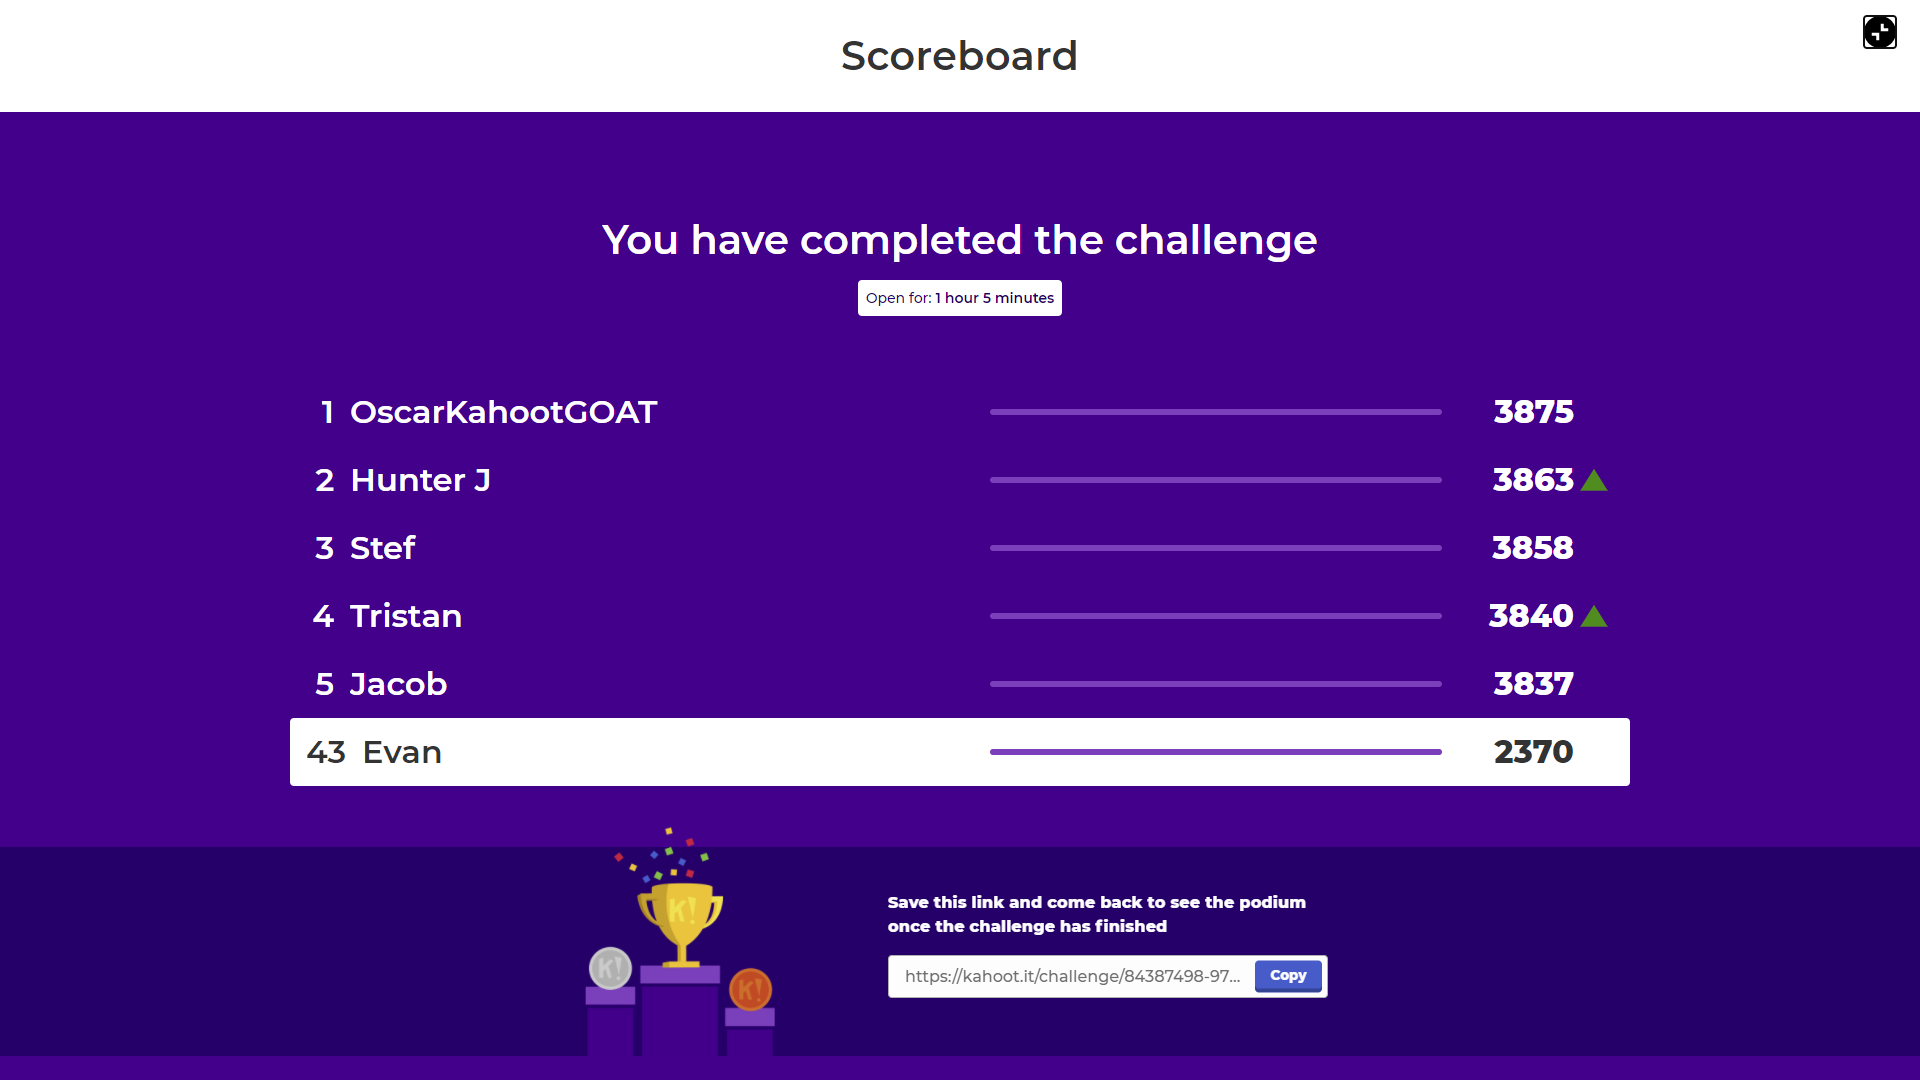 Scoreboard
You have completed the challenge
Open for: 1 hour 5 minutes
1 OscarKahootGOAT 3875
2 Hunter J 3863
3 Stef 3858
4 Tristan 3840
5 Jacob 3837
43 Evan 2370
Save this link and come back to see the podium
once the challenge has finished
https://kahoot.it/challenge/84387498-97... Copy
K!
K!
K!